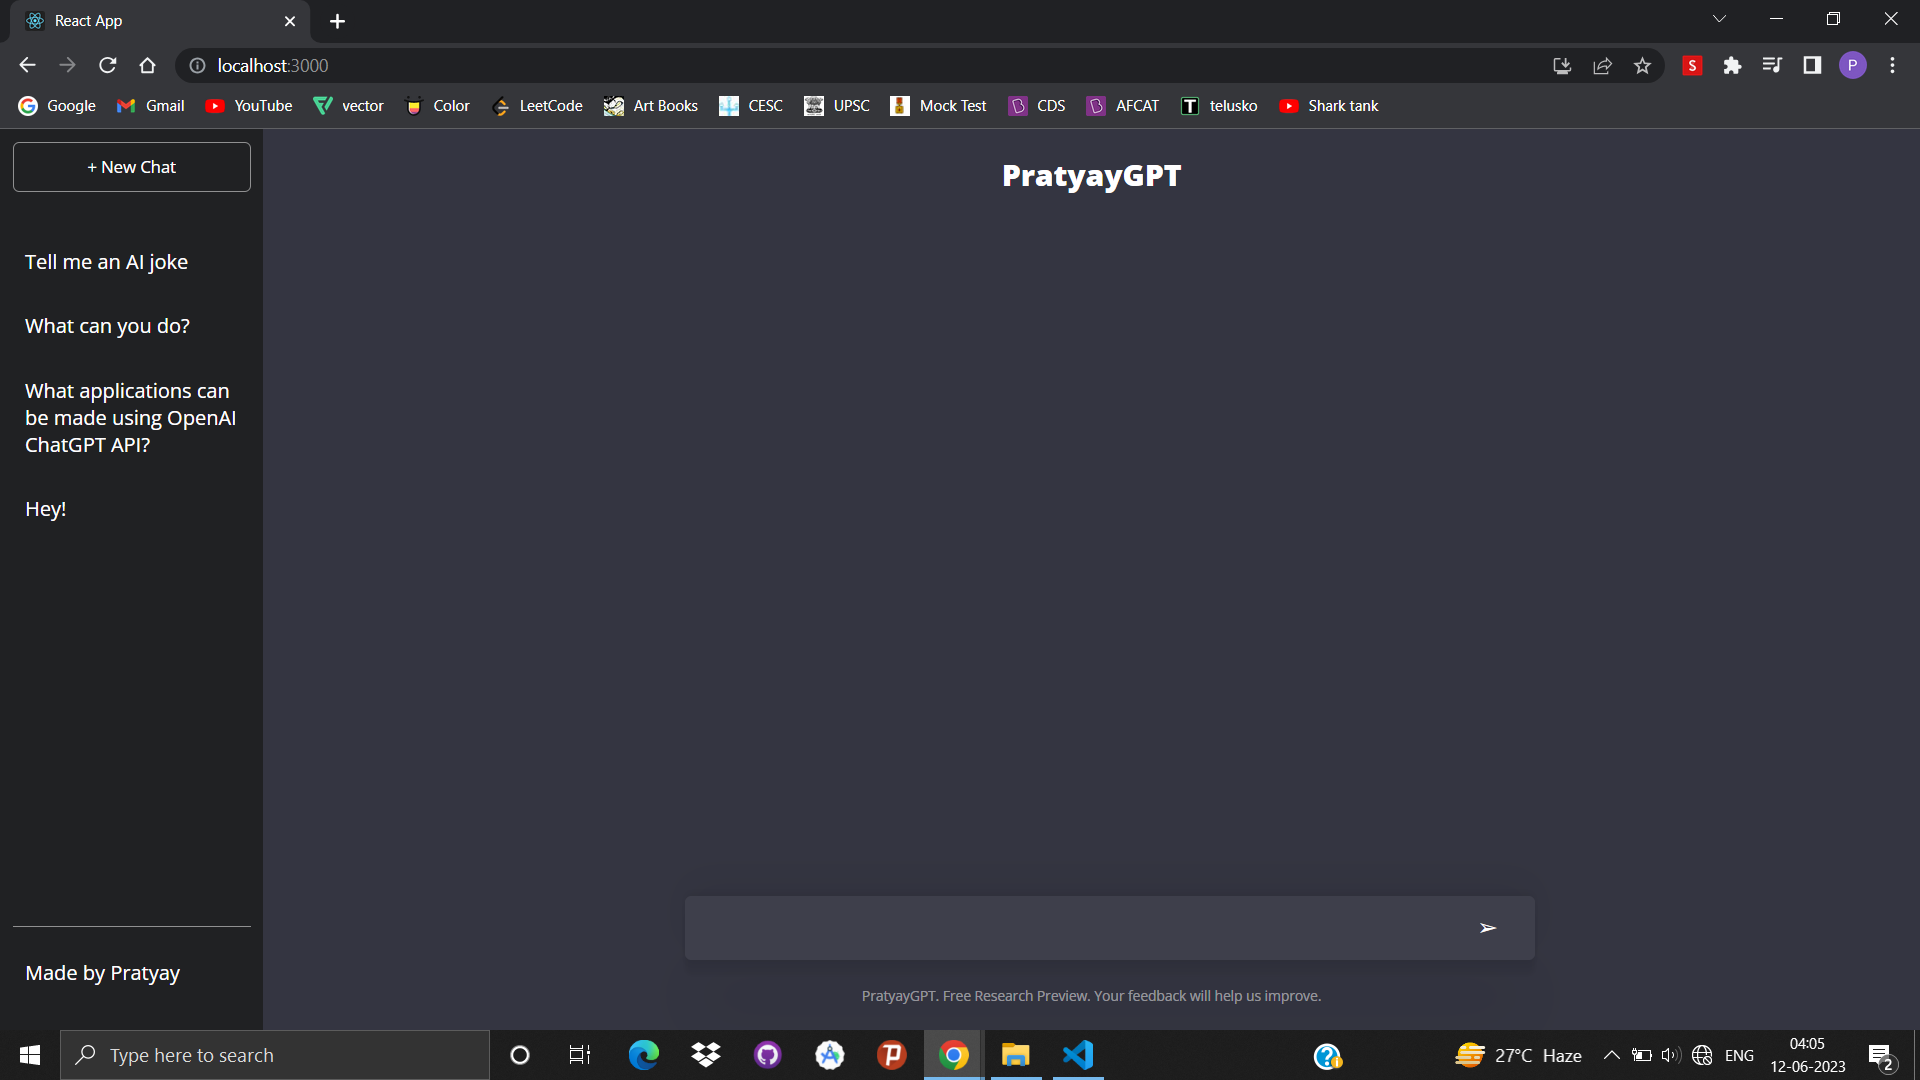 React App
localhost:3000
S
P
Google
Gmail
YouTube
vector
Color
LeetCode
Art Books
CESC
UPSC
Mock Test
CDS
AFCAT
T
telusko
Shark tank
+ New Chat
Tell me an AI joke
What can you do?
What applications can
be made using OpenAI
ChatGPT API?
Hey!
Made by Pratyay
PratyayGPT
PratyayGPT. Free Research Preview. Your feedback will help us improve.
Type here to search
27°C Haze
ENG
04:05
12-06-2023
2